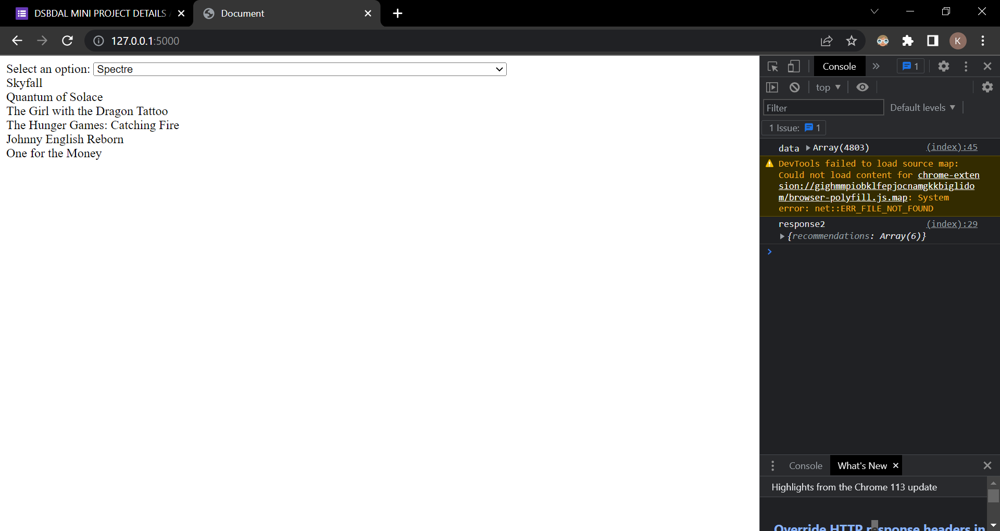 DSBDAL MINI PROJECT DETAILS
Document
127.0.0.1:5000
K
Select an option: Spectre
Skyfall
Quantum of Solace
The Girl with the Dragon Tattoo
The Hunger Games: Catching Fire
Johnny English Reborn
One for the Money
Console
1
top
Filter
Default levels
1 Issue: 1
data Array(4803) (index):45
DevTools failed to load source map:
Could not load content for chrome-exten
sion://gighmmpiobklfepjocnamgkkbiglido
m/browser-polyfill.js.map: System
error: net::ERR_FILE_NOT_FOUND
response2 (index):29
{recommendations: Array(6)}
Console
What's New
Highlights from the Chrome 113 update
Override HTTP response headers in